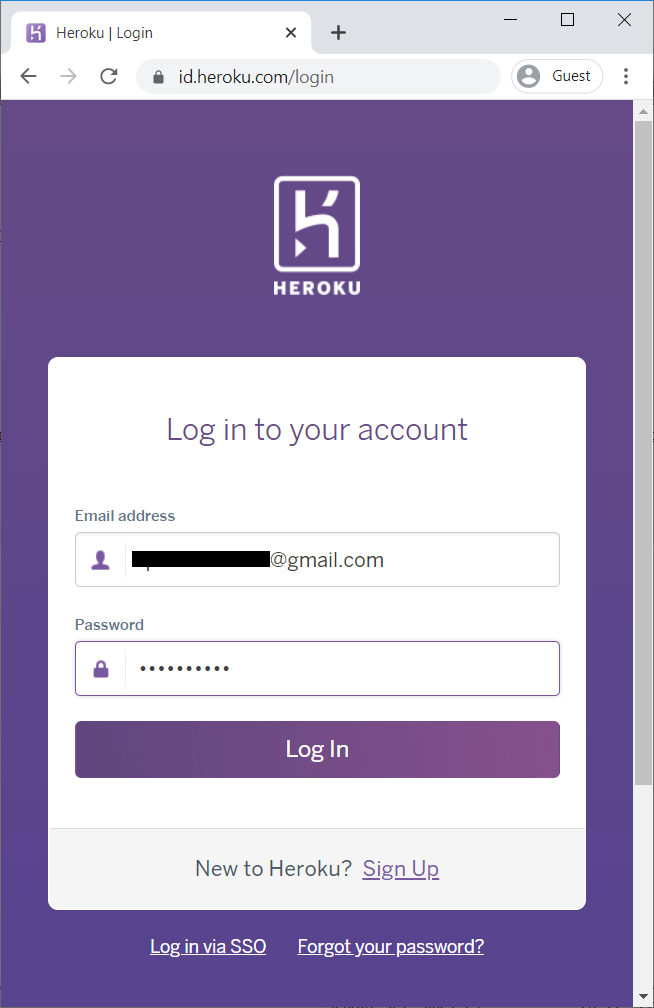 Heroku | Login
id.heroku.com/login
Guest
HEROKU
Log in to your account
Email address
@gmail.com
Password
Log In
New to Heroku? Sign Up
Log in via SSO Forgot your password?